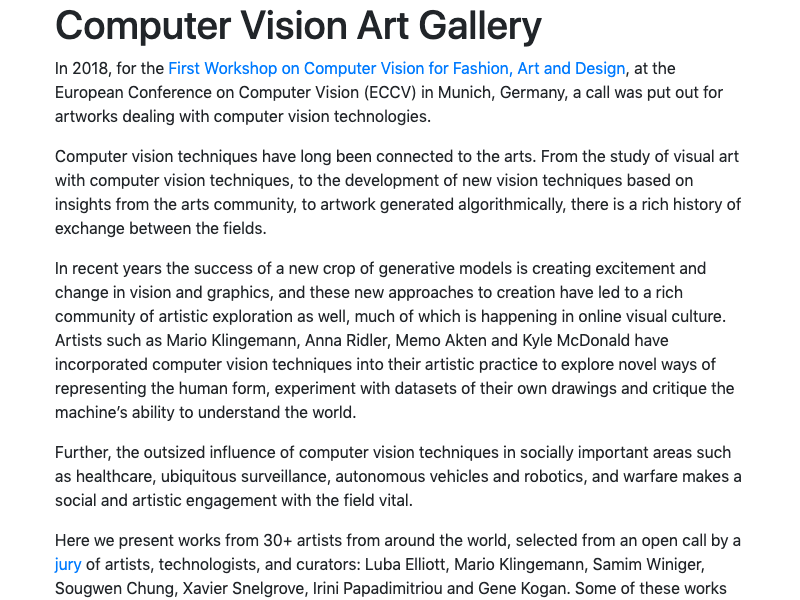 Computer Vision Art Gallery
In 2018, for the First Workshop on Computer Vision for Fashion, Art and Design, at the
European Conference on Computer Vision (ECCV) in Munich, Germany, a call was put out for
artworks dealing with computer vision technologies.
Computer vision techniques have long been connected to the arts. From the study of visual art
with computer vision techniques, to the development of new vision techniques based on
insights from the arts community, to artwork generated algorithmically, there is a rich history of
exchange between the fields.
In recent years the success of a new crop of generative models is creating excitement and
change in vision and graphics, and these new approaches to creation have led to a rich
community of artistic exploration as well, much of which is happening in online visual culture.
Artists such as Mario Klingemann, Anna Ridler, Memo Akten and Kyle McDonald have
incorporated computer vision techniques into their artistic practice to explore novel ways of
representing the human form, experiment with datasets of their own drawings and critique the
machine’s ability to understand the world.
Further, the outsized influence of computer vision techniques in socially important areas such
as healthcare, ubiquitous surveillance, autonomous vehicles and robotics, and warfare makes a
social and artistic engagement with the field vital.
Here we present works from 30+ artists from around the world, selected from an open call by a
jury of artists, technologists, and curators: Luba Elliott, Mario Klingemann, Samim Winiger,
Sougwen Chung, Xavier Snelgrove, Irini Papadimitriou and Gene Kogan. Some of these works